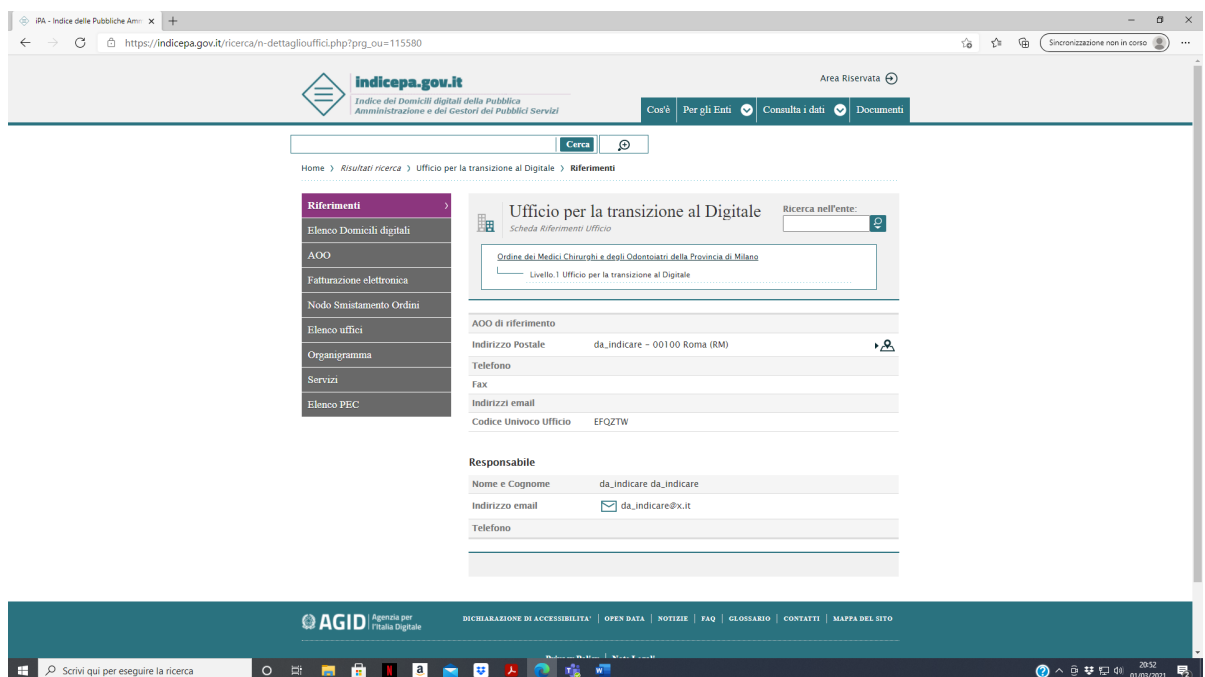 iPA - Indice delle Pubbliche Amm
https://indicepa.gov.it/ricerca/n-dettagliouffici.php?prg_ou=115580
Sincronizzazione non in corso
indicepa.gov.it
Indice dei Domicili digitali della Pubblica
Amministrazione e dei Gestori dei Pubblici Servizi
Area Riservata
Cos'è Per gli Enti Consulta i dati Documenti
Cerca
Home > Risultati ricerca > Ufficio per la transizione al Digitale > Riferimenti
Riferimenti
Elenco Domicili digitali
AOO
Fatturazione elettronica
Nodo Smistamento Ordini
Elenco uffici
Organigramma
Servizi
Elenco PEC
Ufficio per la transizione al Digitale
Scheda Riferimenti Ufficio
Ricerca nell'ente:
Ordine dei Medici Chirurghi e degli Odontoiatri della Provincia di Milano
Livello.1 Ufficio per la transizione al Digitale
AOO di riferimento
Indirizzo Postale da_indicare - 00100 Roma (RM)
Telefono
Fax
Indirizzi email
Codice Univoco Ufficio EFQZTW
Responsabile
Nome e Cognome da_indicare da_indicare
Indirizzo email da_indicare@x.it
Telefono
AGID Agenzia per
l'Italia Digitale
DICHIARAZIONE DI ACCESSIBILITA' | OPEN DATA | NOTIZIE | FAQ | GLOSSARIO | CONTATTI | MAPPA DEL SITO
Privacy Policy | Note Legali
Scrivi qui per eseguire la ricerca
20:52
01/03/2021